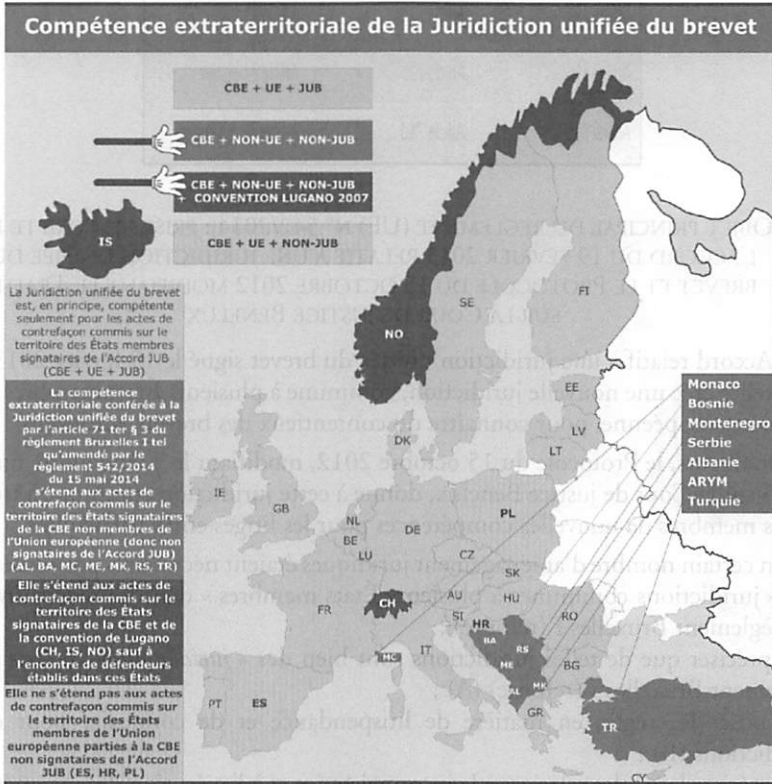 Compétence extraterritoriale de la Juridiction unifiée du brevet
CBE + UE + JUB
CBE + NON-UE + NON-JUB
CBE + NON-UE + NON-JUB
+ CONVENTION LUGANO 2007
CBE + UE + NON-JUB
IS
La Juridiction unifiée du brevet
est, en principe, compétente
seulement pour les actes de
contrefaçon commis sur le
territoire des États membres
signataires de l'Accord JUB
(CBE + UE + JUB)
La compétence
extraterritoriale conférée à la
Juridiction unifiée du brevet
par l'article 71 ter § 3 du
règlement Bruxelles I tel
qu'amendé par le
règlement 542/2014
du 15 mai 2014
s'étend aux actes de
contrefaçon commis sur le
territoire des États signataires
de la CBE non membres de
l'Union européenne (donc non
signataires de l'Accord JUB)
(AL, BA, MC, ME, MK, RS, TR)
Elle s'étend aux actes de
contrefaçon commis sur
le territoire des États
signataires de la CBE et de
la convention de Lugano
(CH, IS, NO) sauf à
l'encontre de défendeurs
établis dans ces États
Elle ne s'étend pas aux actes
de contrefaçon commis sur
le territoire des États
membres de l'Union
européenne parties à la CBE
non signataires de l'Accord
JUB (ES, HR, PL)
NO
SE
FI
EE
LV
LT
DK
IE
GB
NL
BE
LU
DE
PL
CZ
SK
FR
CH
AU
HU
SI
HR
RO
MC
IT
BA
RS
ME
BG
AL
MK
GR
PT
ES
TR
CY
Monaco
Bosnie
Montenegro
Serbie
Albanie
ARYM
Turquie